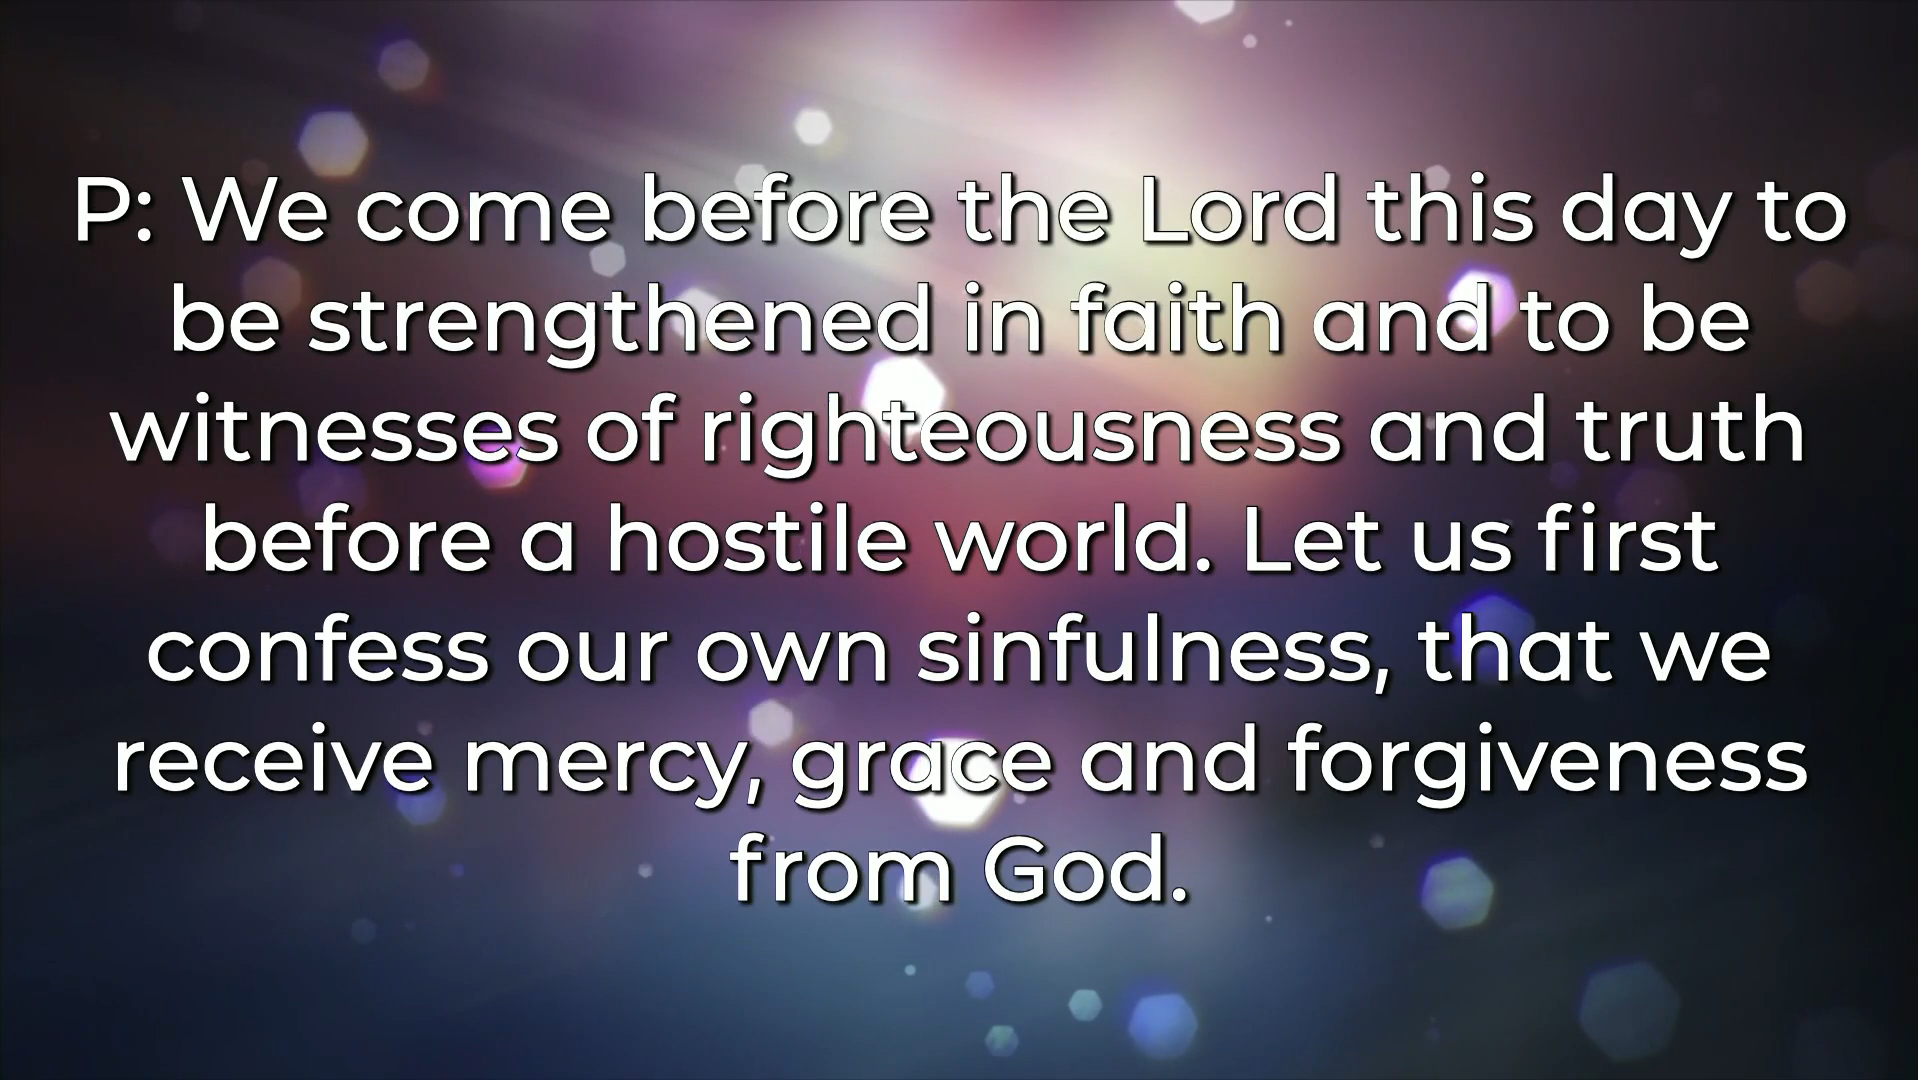 P: We come before the Lord this day to
be strengthened in faith and to be
witnesses of righteousness and truth
before a hostile world. Let us first
confess our own sinfulness, that we
receive mercy, grace and forgiveness
from God.